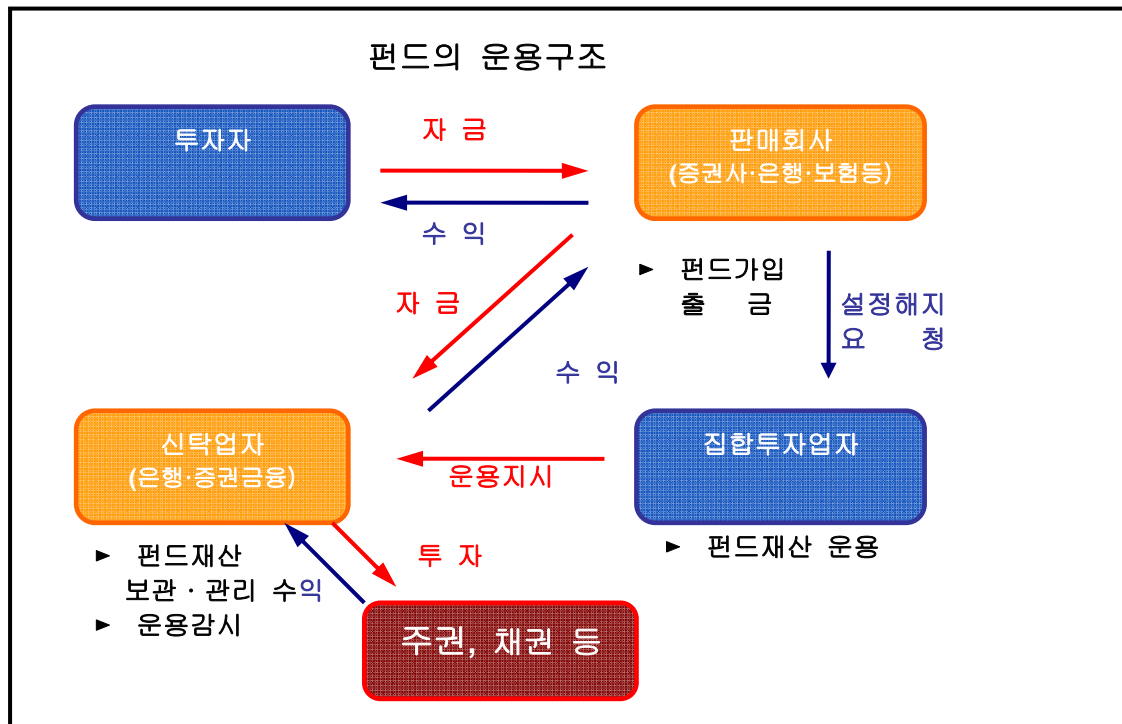 펀드의 운용구조
투자자
자 금
판매회사
(증권사·은행·보험등)
수 익
► 펀드가입
출 금
자 금
설정해지
요 청
수 익
신탁업자
(은행·증권금융)
운용지시
집합투자업자
► 펀드재산
보관 · 관리 수익
► 운용감시
투 자
► 펀드재산 운용
주권, 채권 등